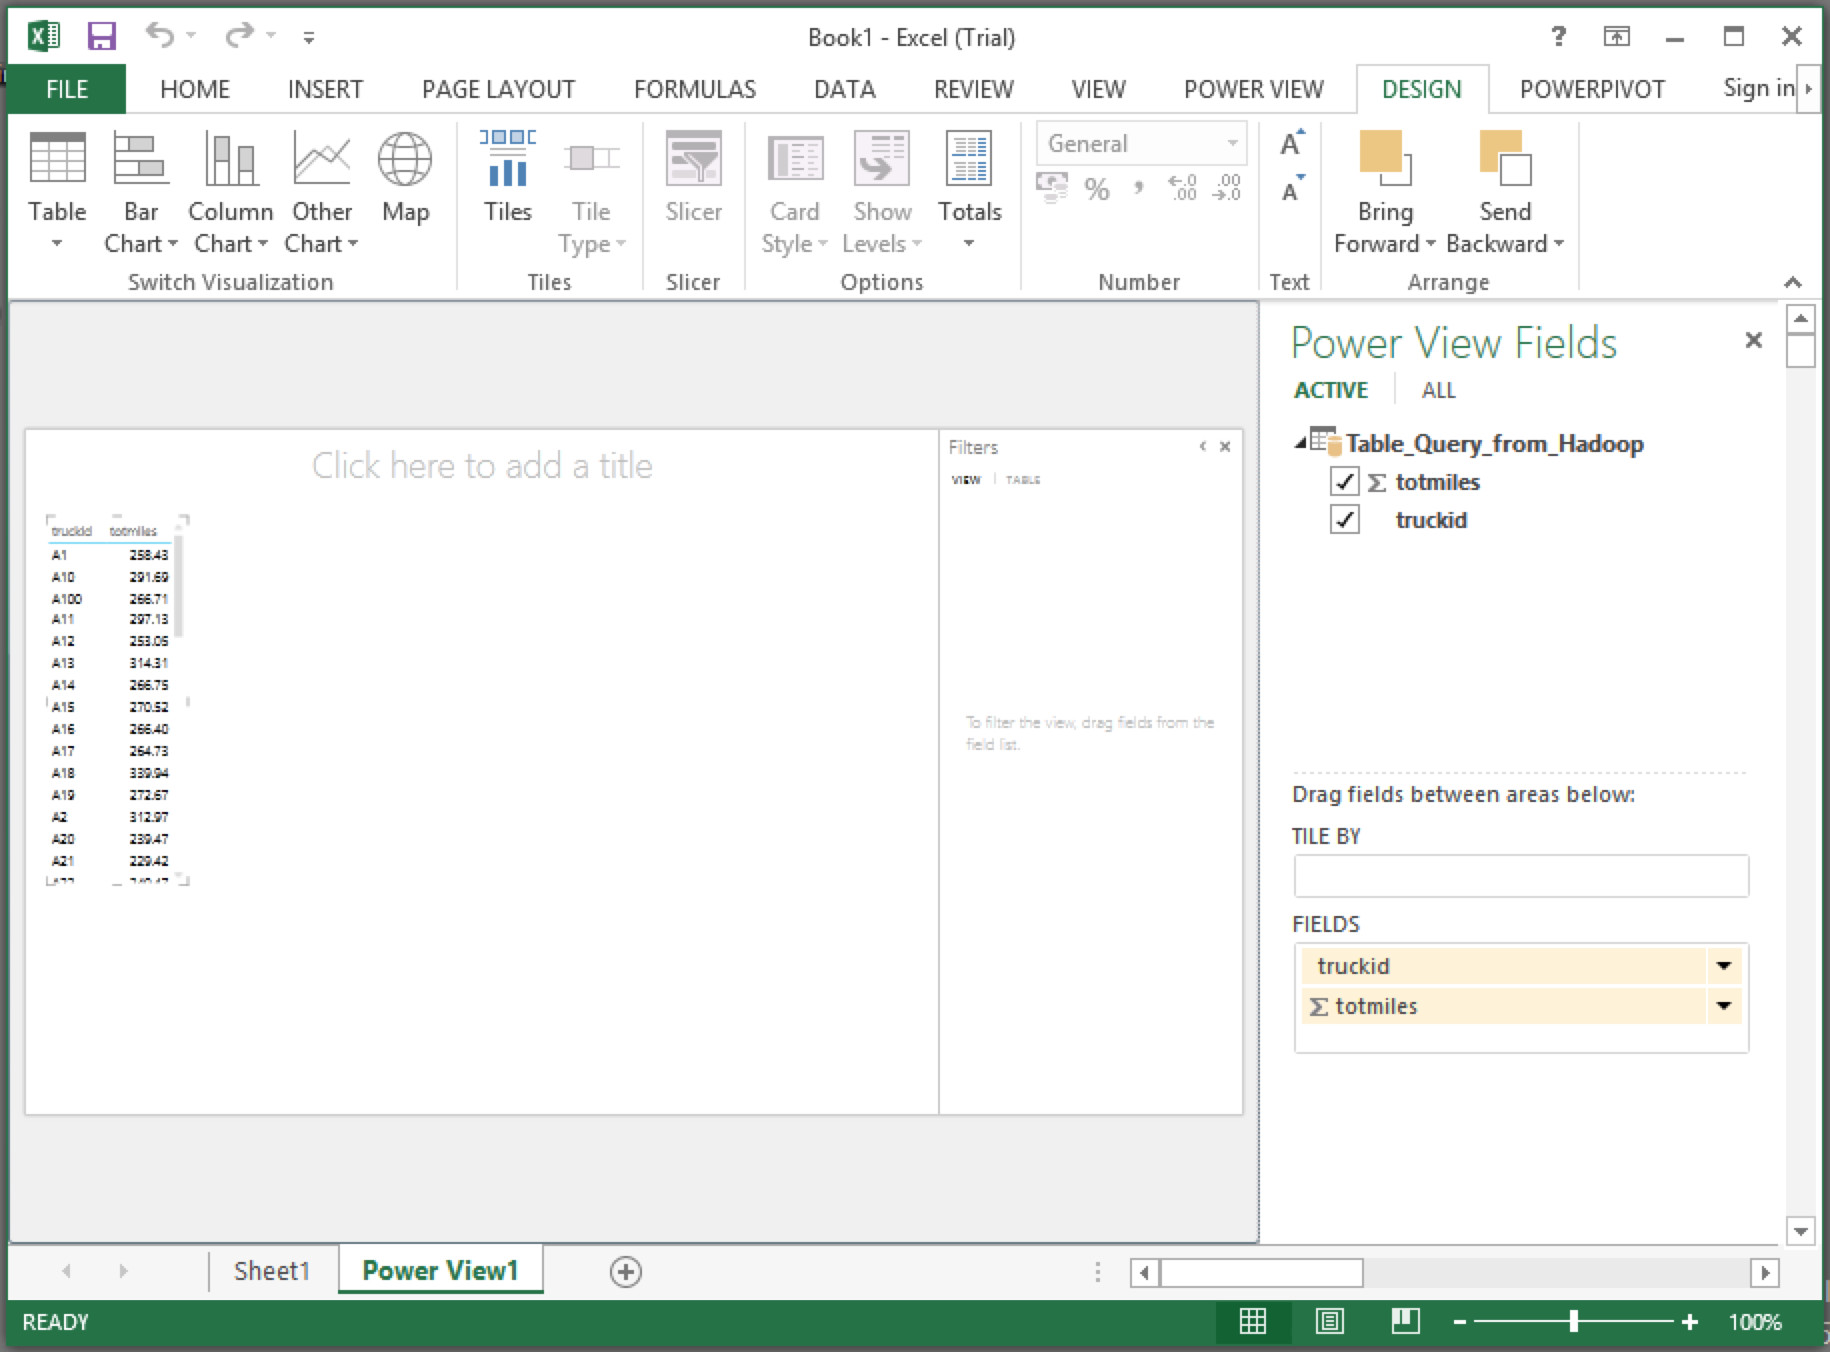 Book1 - Excel (Trial)
?
FILE HOME INSERT PAGE LAYOUT FORMULAS DATA REVIEW VIEW POWER VIEW DESIGN POWERPIVOT Sign in
Table
Bar Chart
Column Chart
Other Chart
Map
Switch Visualization
Tiles
Tile Type
Tiles
Slicer
Slicer
Card Style
Show Levels
Totals
Options
General
% , .00 .00
Number
A
A
Text
Bring Forward
Send Backward
Arrange
Click here to add a title
truckid totmiles
A1 258.43
A10 291.69
A100 266.71
A11 297.13
A12 253.05
A13 314.31
A14 266.75
A15 270.52
A16 266.40
A17 264.73
A18 339.94
A19 272.67
A2 312.97
A20 239.47
A21 229.42
Filters
VIEW | TABLE
To filter the view, drag fields from the
field list.
Power View Fields
ACTIVE ALL
Table_Query_from_Hadoop
Σ totmiles
truckid
Drag fields between areas below:
TILE BY
FIELDS
truckid
Σ totmiles
Sheet1 Power View1
READY
100%